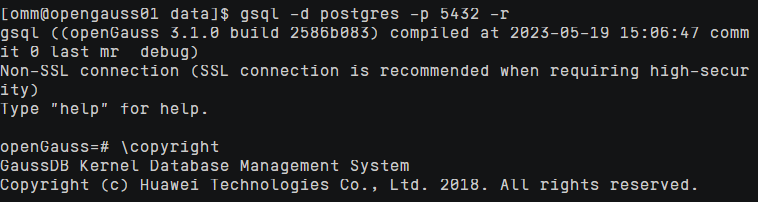 [omm@opengauss01 data]$ gsql -d postgres -p 5432 -r
gsql ((openGauss 3.1.0 build 2586b083) compiled at 2023-05-19 15:06:47 comm
it 0 last mr  debug)
Non-SSL connection (SSL connection is recommended when requiring high-secur
ity)
Type "help" for help.

openGauss=# \copyright
GaussDB Kernel Database Management System
Copyright (c) Huawei Technologies Co., Ltd. 2018. All rights reserved.